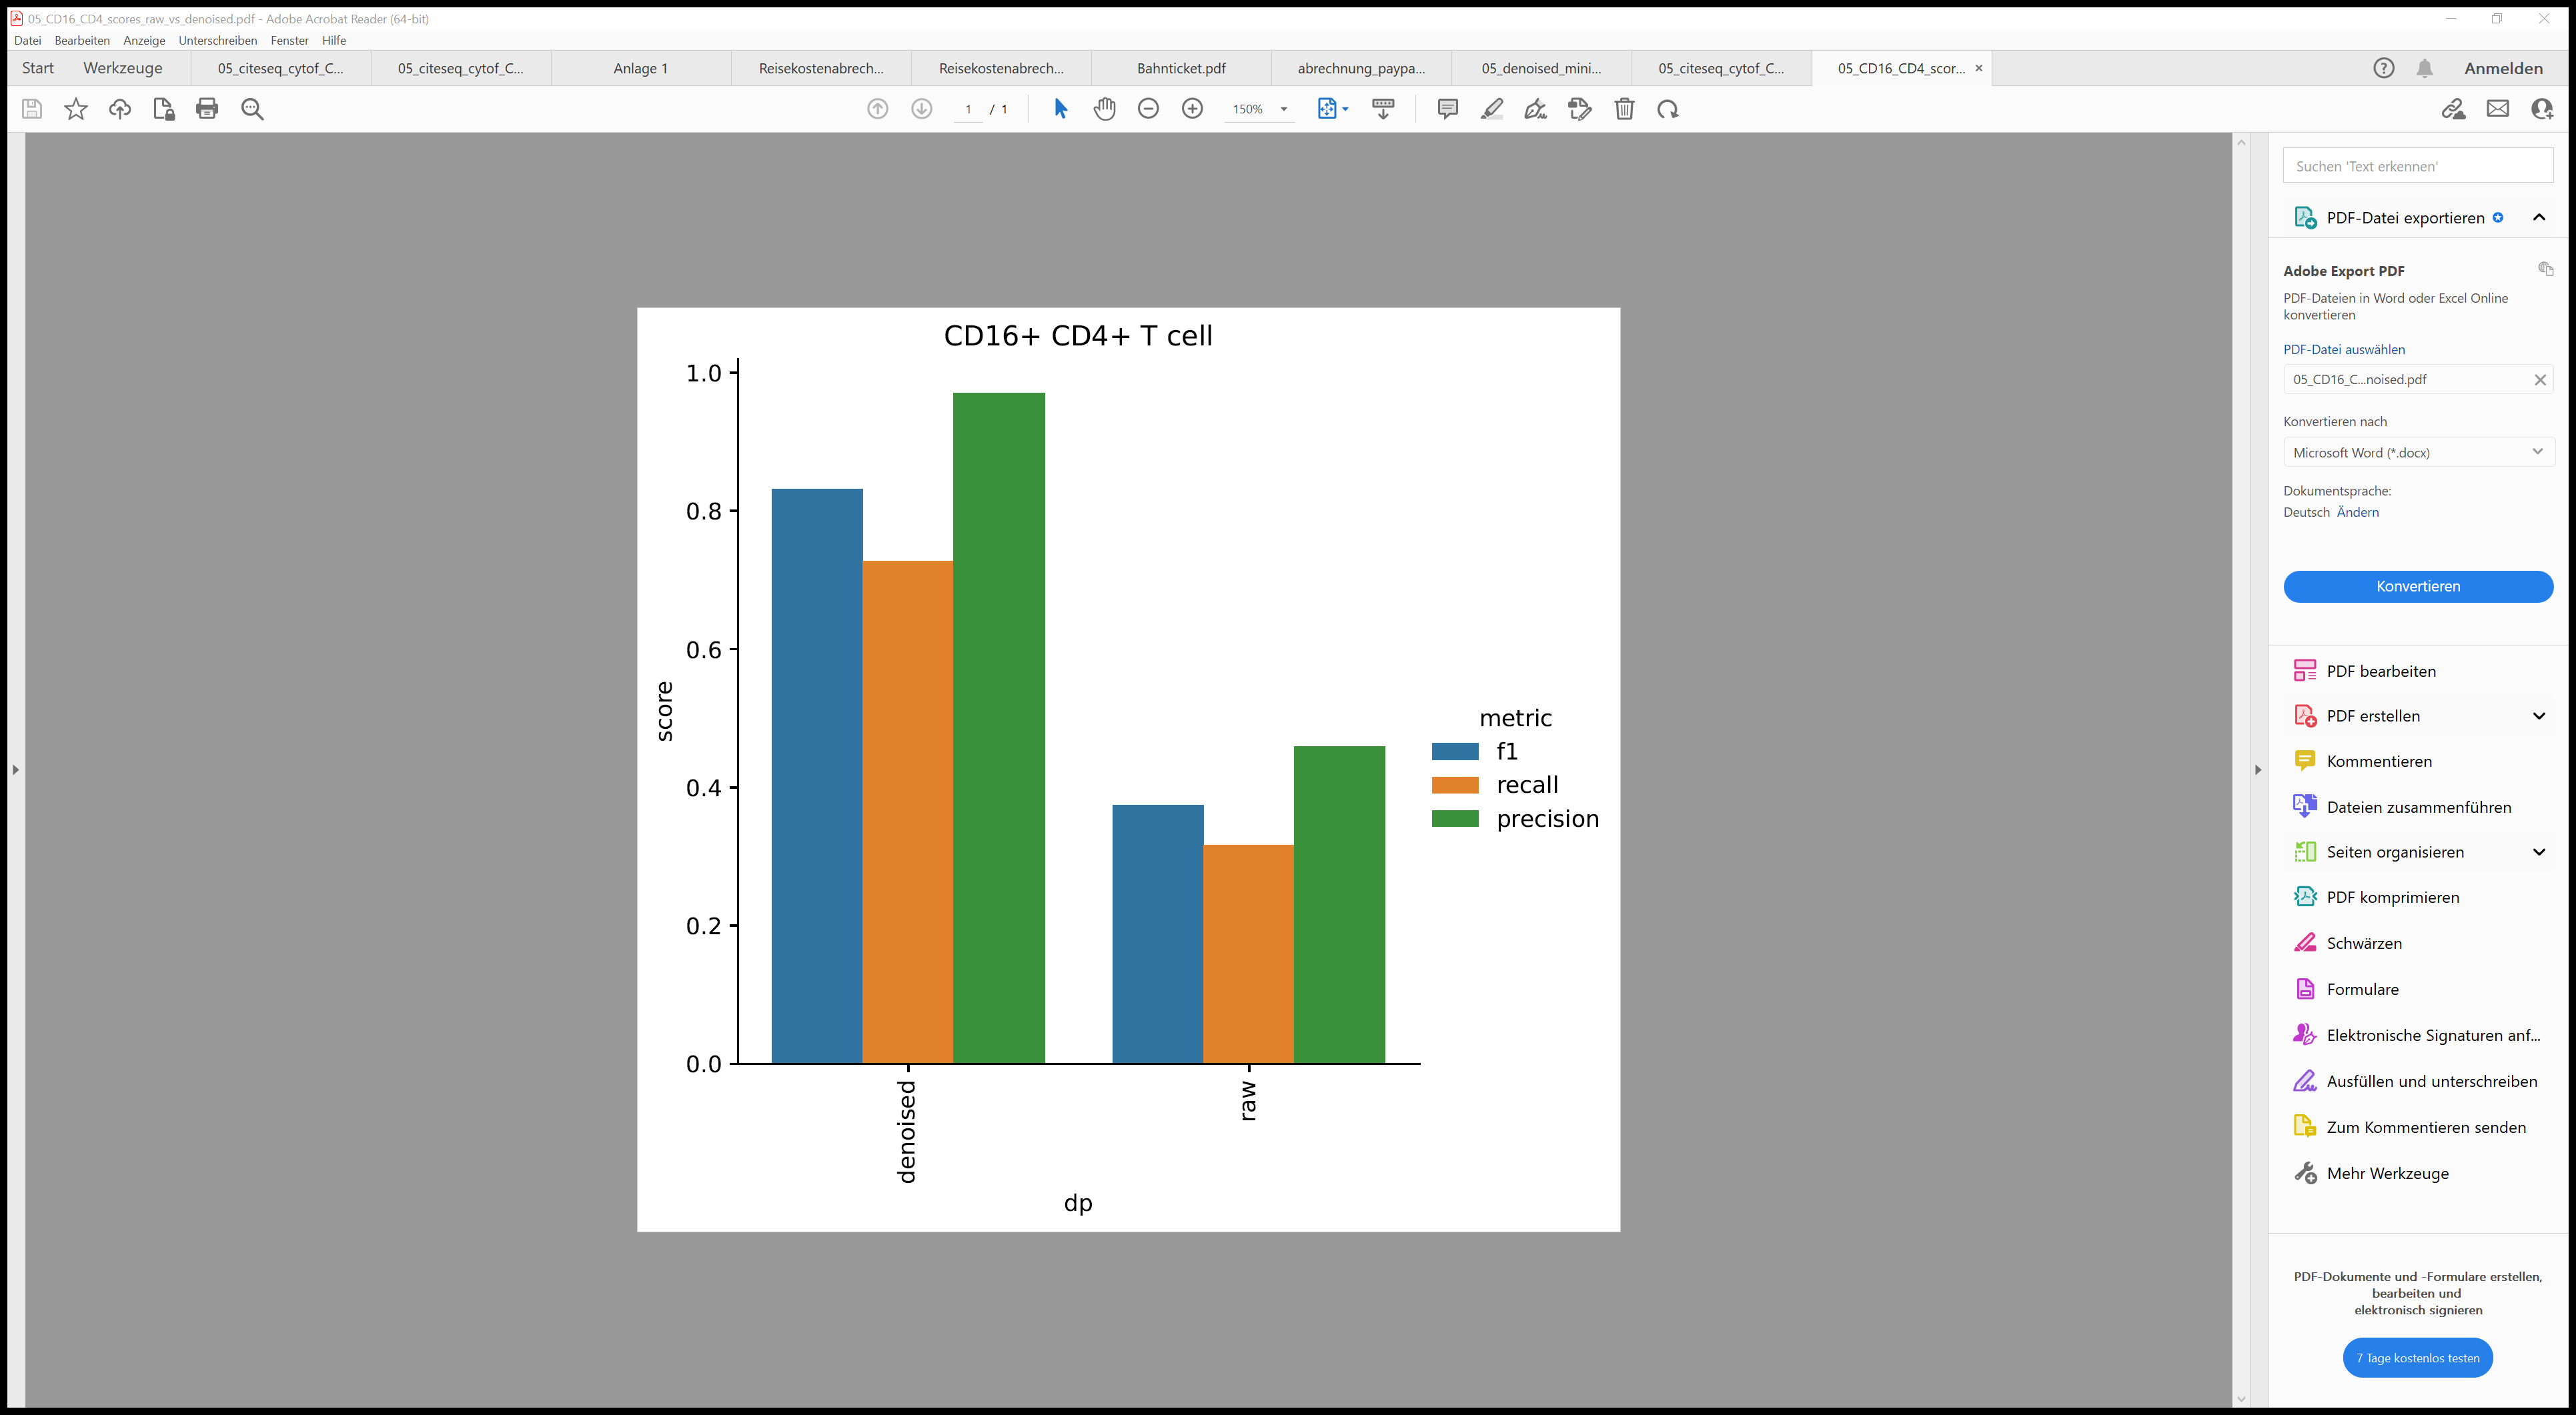 05_CD16_CD4_scores_raw_vs_denoised.pdf - Adobe Acrobat Reader (64-bit)
Datei Bearbeiten Anzeige Unterschreiben Fenster Hilfe
Start Werkzeuge 05_citeseq_cytof_C... 05_citeseq_cytof_C... Anlage 1 Reisekostenabrech... Reisekostenabrech... Bahnticket.pdf abrechnung_paypa... 05_denoised_mini... 05_citeseq_cytof_C... 05_CD16_CD4_scor... × Anmelden
1 / 1 150%
CD16+ CD4+ T cell
1.0
0.8
0.6
0.4
0.2
0.0
score
denoised
raw
dp
metric
f1
recall
precision
Suchen 'Text erkennen'
PDF-Datei exportieren
Adobe Export PDF
PDF-Dateien in Word oder Excel Online
konvertieren
PDF-Datei auswählen
05_CD16_C...noised.pdf
Konvertieren nach
Microsoft Word (*.docx)
Dokumentsprache:
Deutsch Ändern
Konvertieren
PDF bearbeiten
PDF erstellen
Kommentieren
Dateien zusammenführen
Seiten organisieren
PDF komprimieren
Schwärzen
Formulare
Elektronische Signaturen anf...
Ausfüllen und unterschreiben
Zum Kommentieren senden
Mehr Werkzeuge
PDF-Dokumente und -Formulare erstellen,
bearbeiten und
elektronisch signieren
7 Tage kostenlos testen